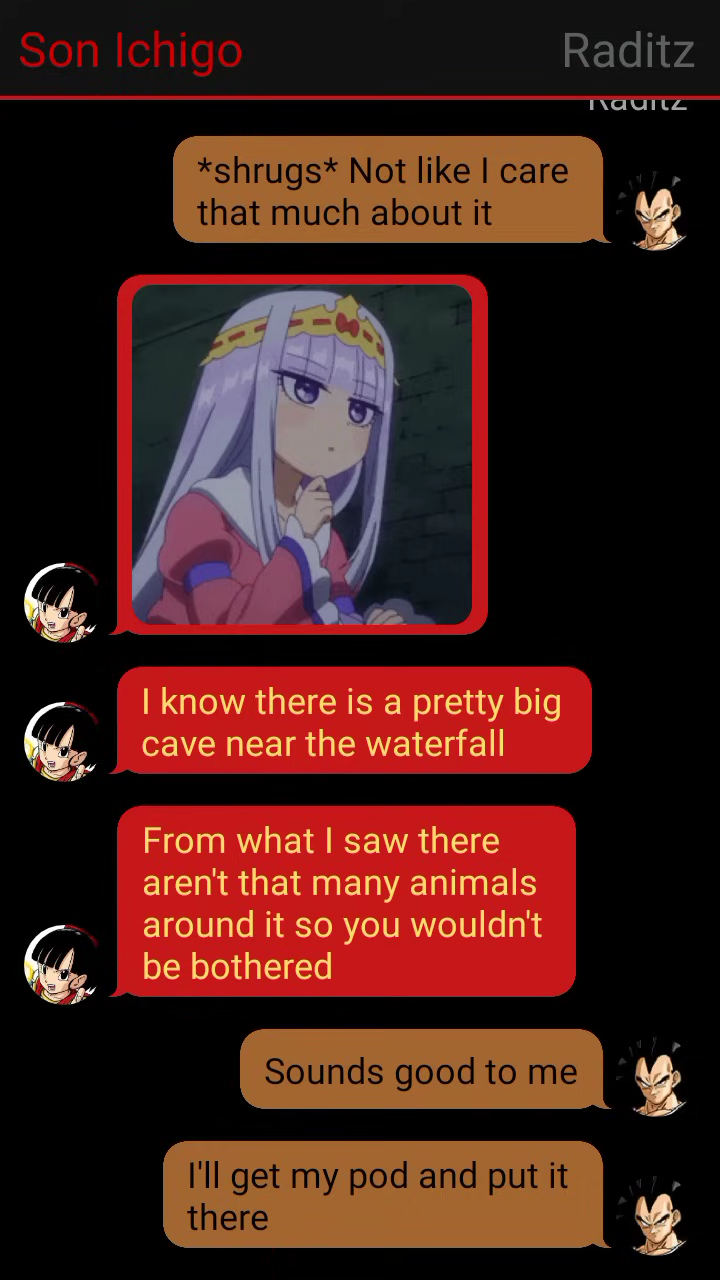 Son Ichigo
Raditz
Raditz
*shrugs* Not like I care
that much about it
I know there is a pretty big
cave near the waterfall
From what I saw there
aren't that many animals
around it so you wouldn't
be bothered
Sounds good to me
I'll get my pod and put it
there